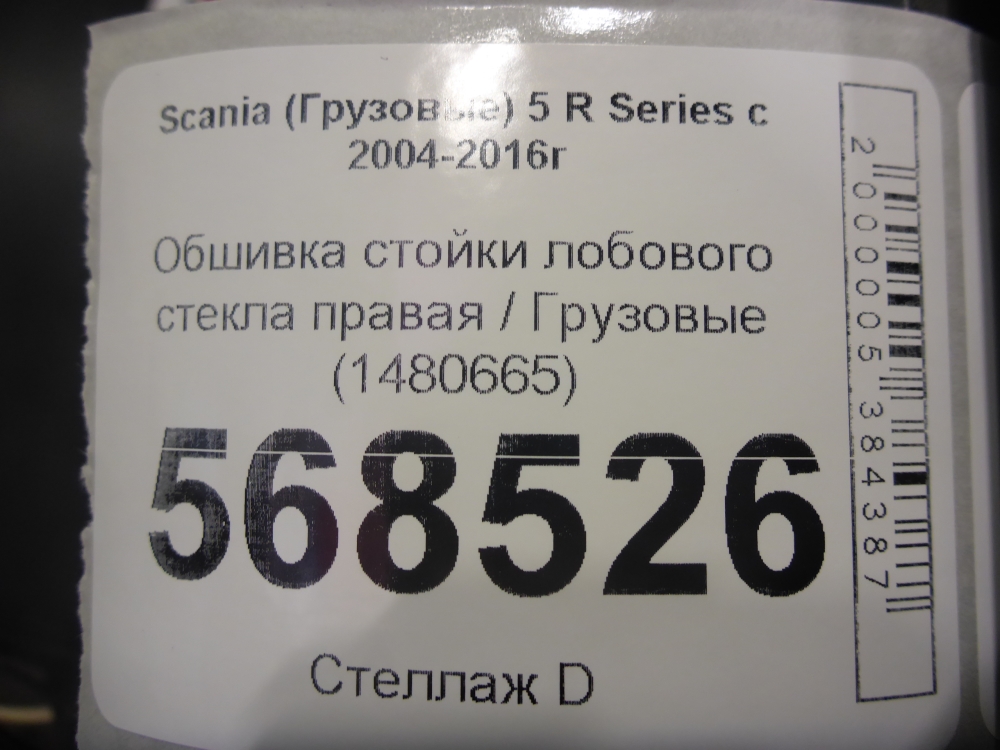 Scania (Грузовые) 5 R Series с
2004-2016г
Обшивка стойки лобового
стекла правая / Грузовые
(1480665)
568526
Стеллаж D
2000005384387